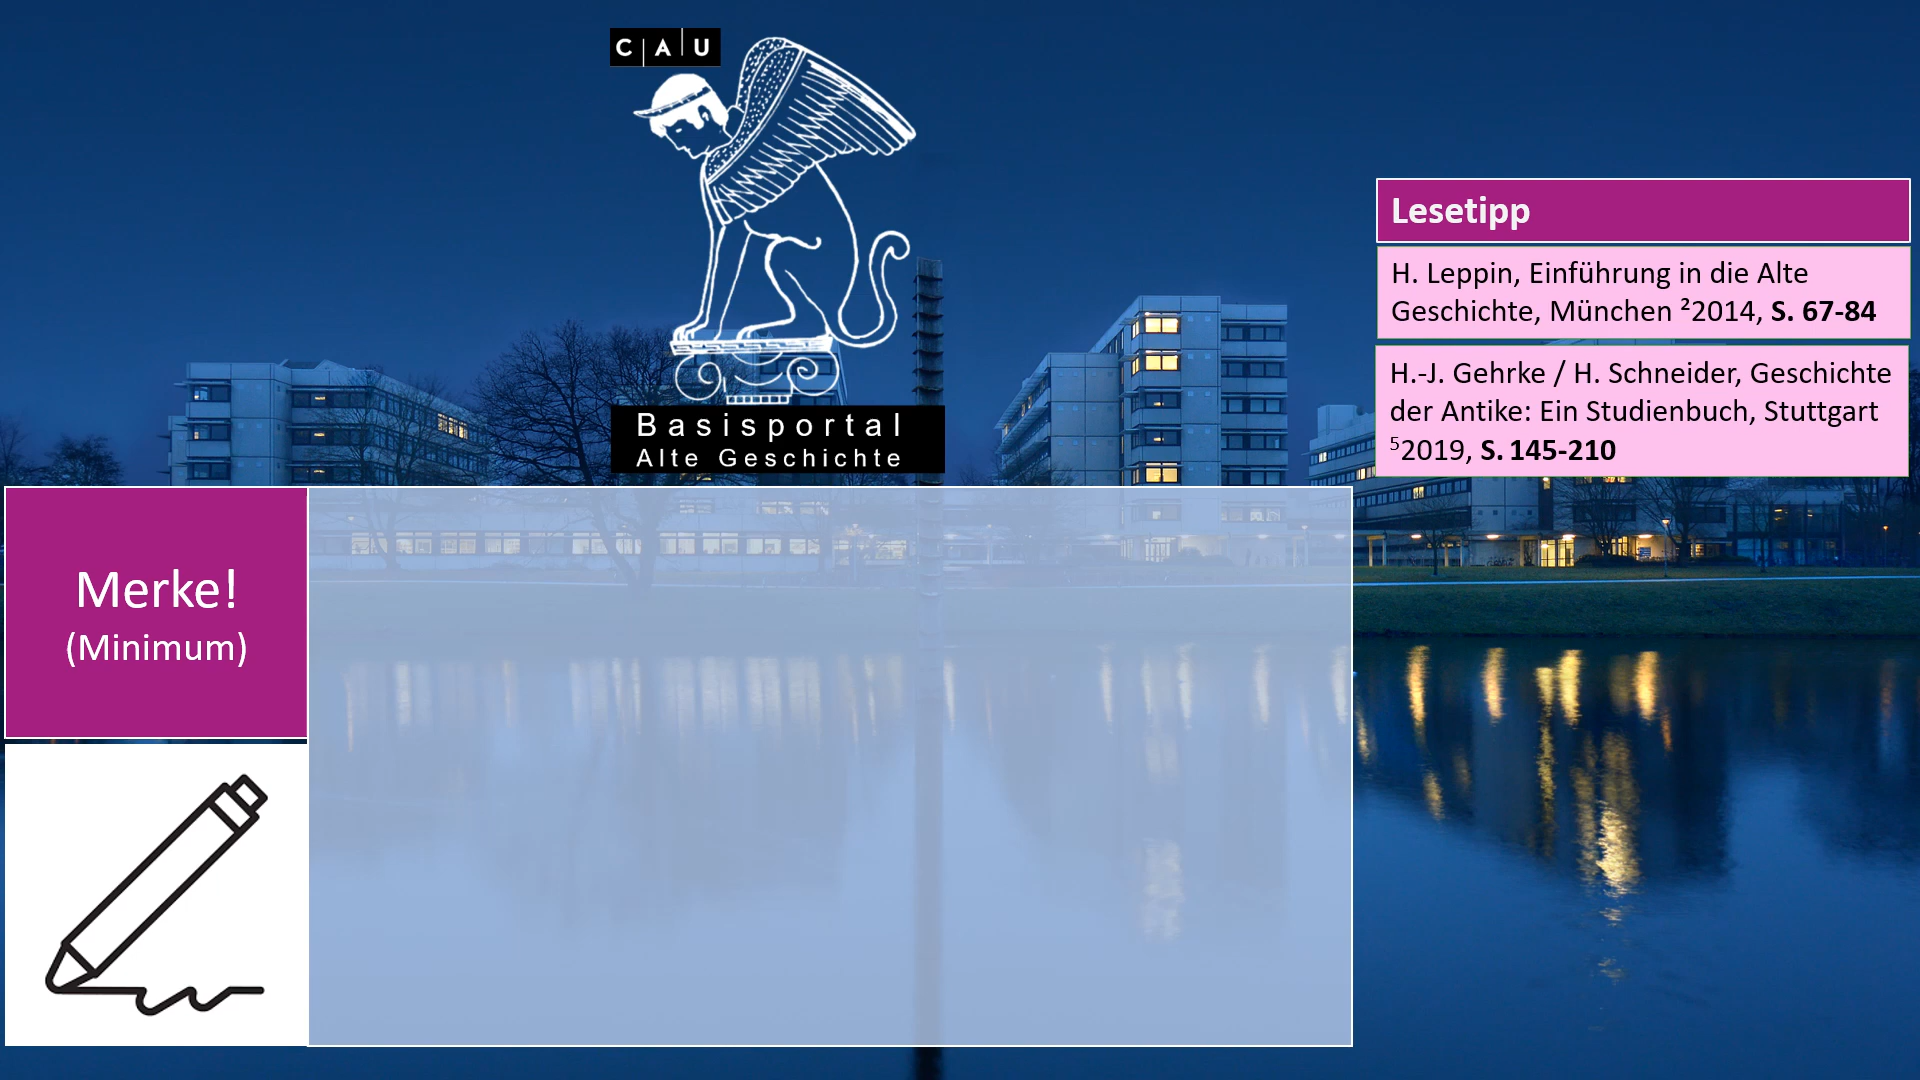 C A U
Basisportal
Alte Geschichte
Lesetipp
H. Leppin, Einführung in die Alte
Geschichte, München ²2014, S. 67-84
H.-J. Gehrke / H. Schneider, Geschichte
der Antike: Ein Studienbuch, Stuttgart
⁵2019, S. 145-210
Merke!
(Minimum)